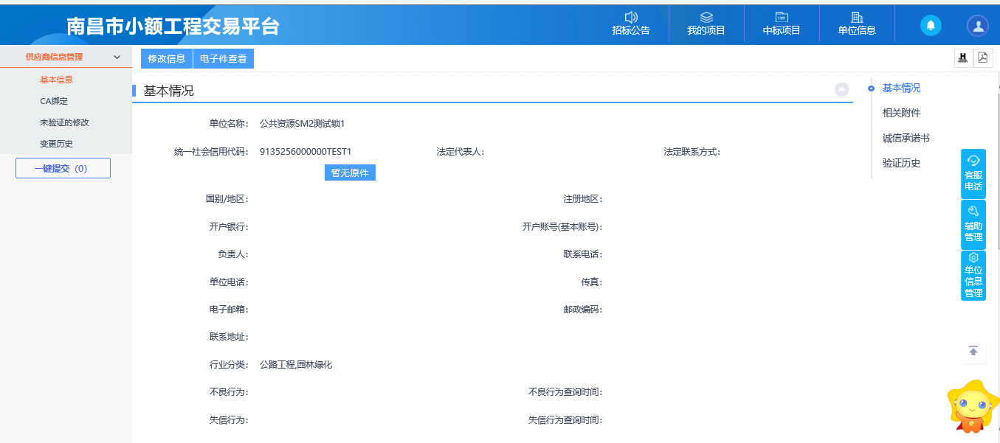 南昌市小额工程交易平台
招标公告
我的项目
中标项目
单位信息
供应商信息管理
基本信息
CA绑定
未验证的修改
变更历史
一键提交（0）
修改信息
电子件查看
基本情况
单位名称：
公共资源SM2测试锁1
统一社会信用代码：
9135256000000TEST1
法定代表人：
法定联系方式：
暂无原件
国别/地区：
注册地区：
开户银行：
开户账号(基本账号)：
负责人：
联系电话：
单位电话：
传真：
电子邮箱：
邮政编码：
联系地址：
行业分类：
公路工程,园林绿化
不良行为：
不良行为查询时间：
失信行为：
失信行为查询时间：
基本情况
相关附件
诚信承诺书
验证历史
客服
电话
辅助
管理
单位
信息
管理